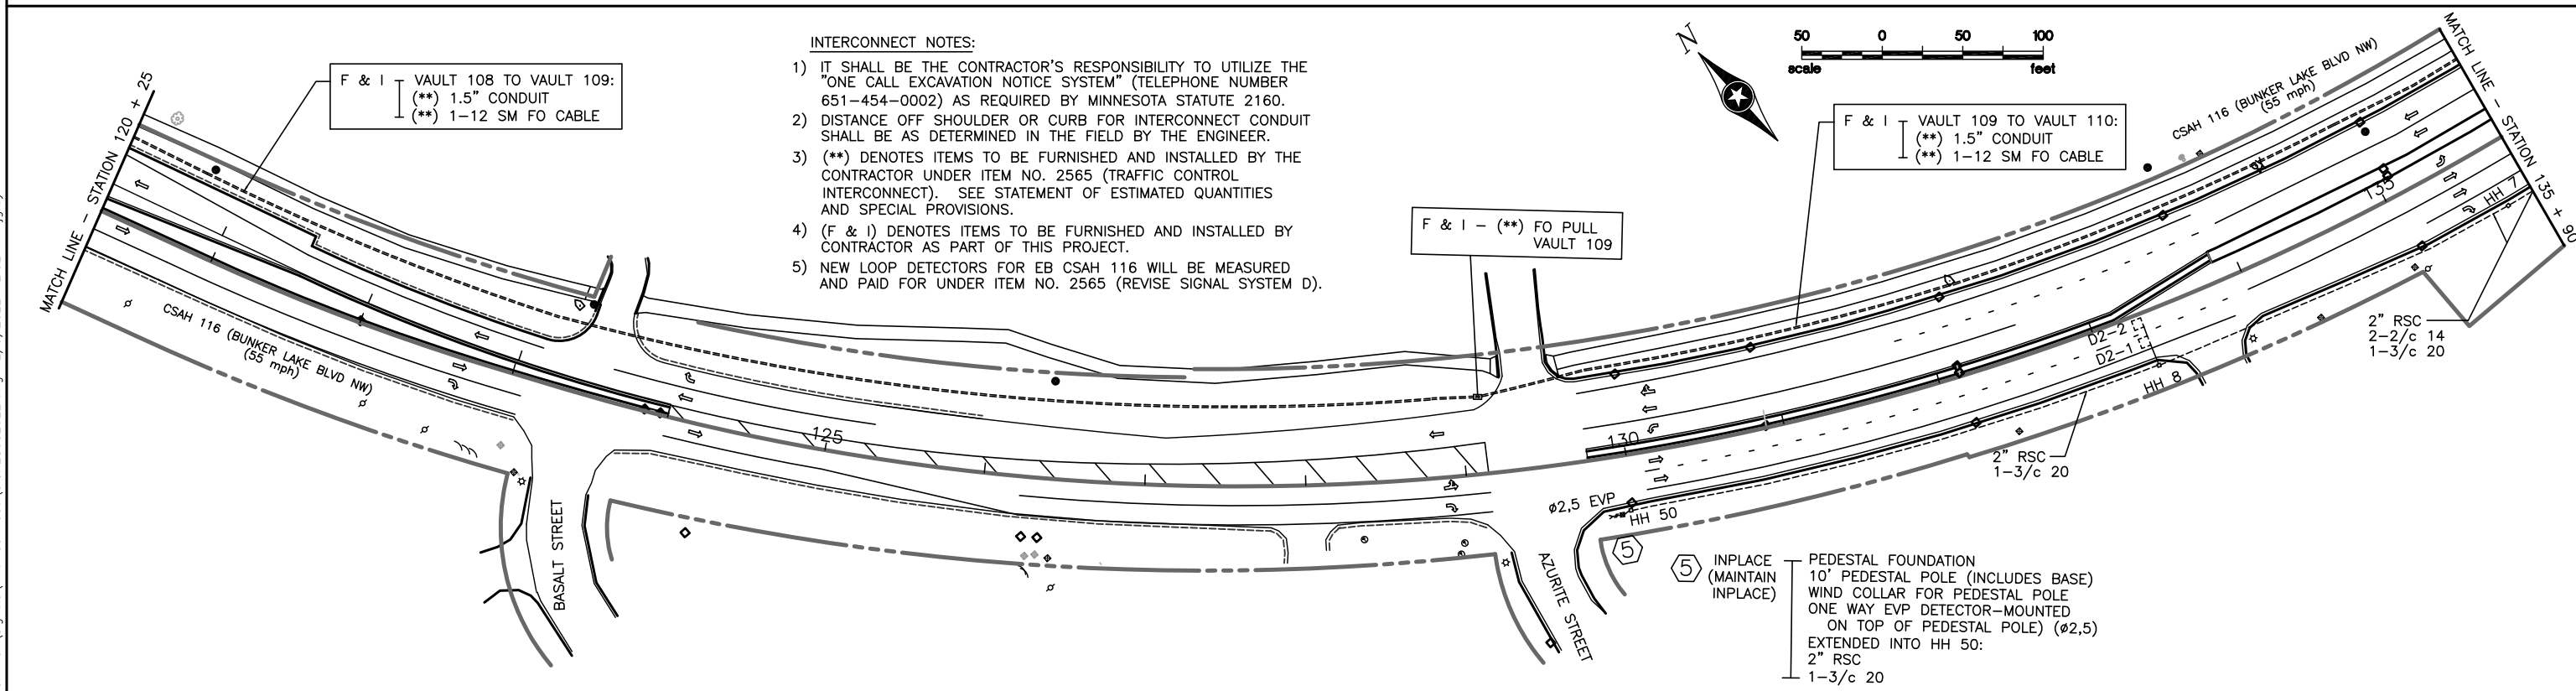 INTERCONNECT NOTES:
1) IT SHALL BE THE CONTRACTOR'S RESPONSIBILITY TO UTILIZE THE
"ONE CALL EXCAVATION NOTICE SYSTEM" (TELEPHONE NUMBER
651-454-0002) AS REQUIRED BY MINNESOTA STATUTE 2160.
2) DISTANCE OFF SHOULDER OR CURB FOR INTERCONNECT CONDUIT
SHALL BE AS DETERMINED IN THE FIELD BY THE ENGINEER.
3) (**) DENOTES ITEMS TO BE FURNISHED AND INSTALLED BY THE
CONTRACTOR UNDER ITEM NO. 2565 (TRAFFIC CONTROL
INTERCONNECT). SEE STATEMENT OF ESTIMATED QUANTITIES
AND SPECIAL PROVISIONS.
4) (F & I) DENOTES ITEMS TO BE FURNISHED AND INSTALLED BY
CONTRACTOR AS PART OF THIS PROJECT.
5) NEW LOOP DETECTORS FOR EB CSAH 116 WILL BE MEASURED
AND PAID FOR UNDER ITEM NO. 2565 (REVISE SIGNAL SYSTEM D).
F & I VAULT 108 TO VAULT 109:
(**) 1.5" CONDUIT
(**) 1-12 SM FO CABLE
MATCH LINE - STATION 120 + 25
CSAH 116 (BUNKER LAKE BLVD NW)
(55 mph)
N
50 0 50 100
scale feet
F & I VAULT 109 TO VAULT 110:
(**) 1.5" CONDUIT
(**) 1-12 SM FO CABLE
CSAH 116 (BUNKER LAKE BLVD NW)
(55 mph)
MATCH LINE - STATION 135 + 90
F & I - (**) FO PULL
VAULT 109
125
130
135
HH 7
D2-2
D2-1
HH 8
2" RSC
2-2/c 14
1-3/c 20
2" RSC
1-3/c 20
ø2,5 EVP
HH 50
BASALT STREET
AZURITE STREET
5
5 INPLACE
(MAINTAIN
INPLACE)
PEDESTAL FOUNDATION
10' PEDESTAL POLE (INCLUDES BASE)
WIND COLLAR FOR PEDESTAL POLE
ONE WAY EVP DETECTOR-MOUNTED
ON TOP OF PEDESTAL POLE) (ø2,5)
EXTENDED INTO HH 50:
2" RSC
1-3/c 20